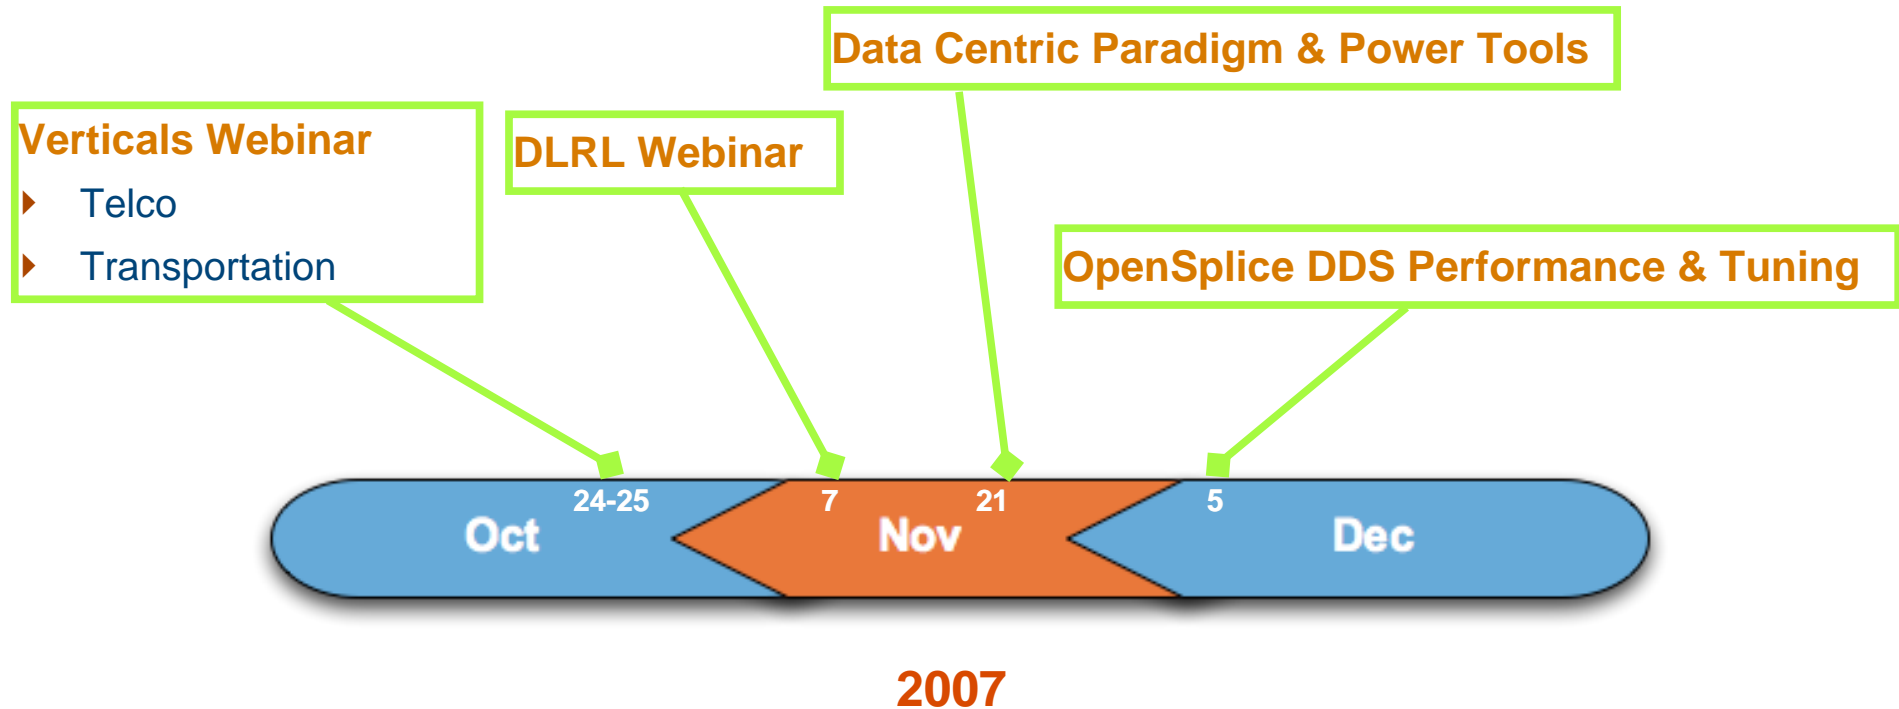 Data Centric Paradigm & Power Tools
Verticals Webinar
Telco
Transportation
DLRL Webinar
OpenSplice DDS Performance & Tuning
24-25
7
21
5
Oct
Nov
Dec
2007